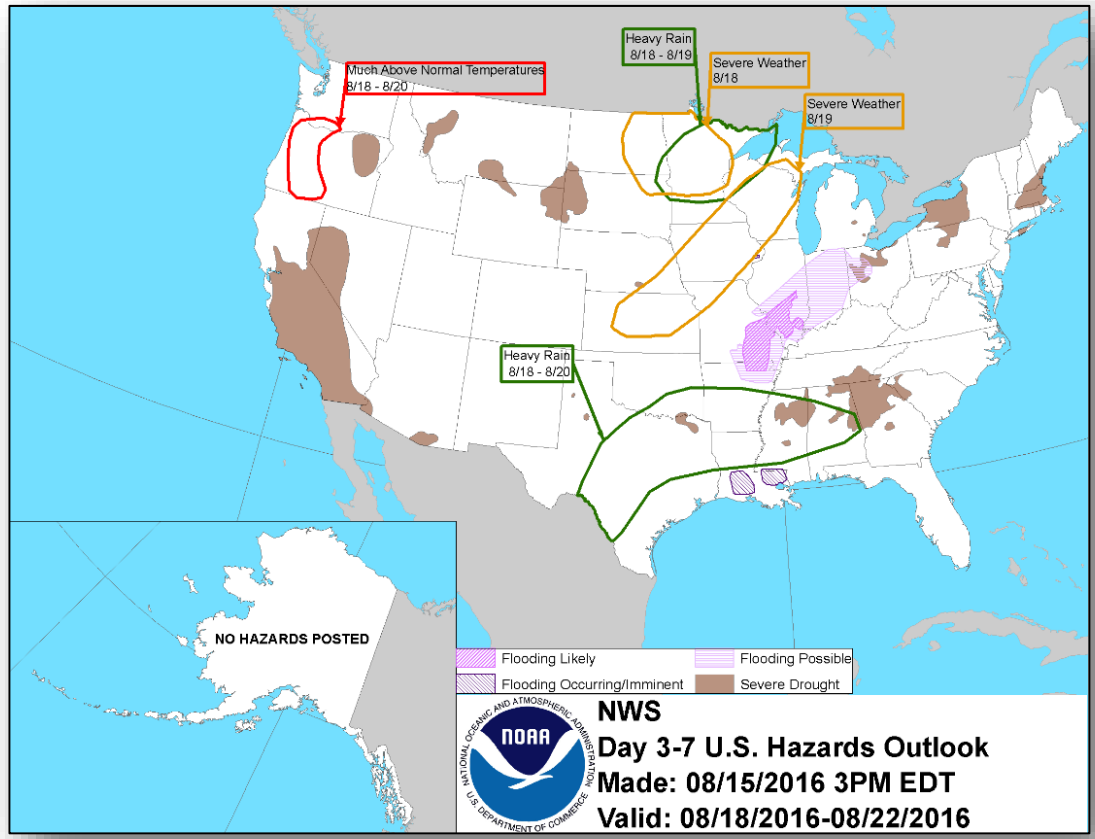 Heavy Rain
8/18 - 8/19
Severe Weather
8/18
Much Above Normal Temperatures
8/18 - 8/20
Severe Weather
8/19
Heavy Rain
8/18 - 8/20
NO HAZARDS POSTED
Flooding Likely
Flooding Possible
Flooding Occurring/Imminent
Severe Drought
NATIONAL OCEANIC AND ATMOSPHERIC ADMINISTRATION
NOAA
U.S. DEPARTMENT OF COMMERCE
NWS
Day 3-7 U.S. Hazards Outlook
Made: 08/15/2016 3PM EDT
Valid: 08/18/2016-08/22/2016